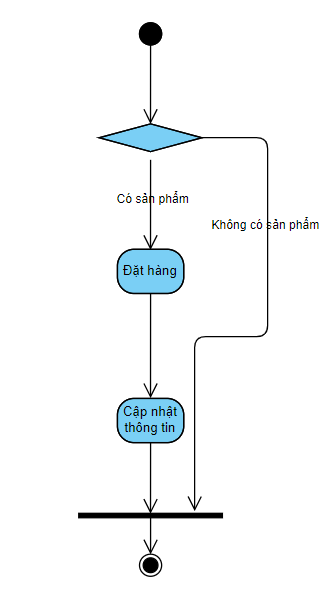 Có sản phẩm
Không có sản phẩm
Đặt hàng
Cập nhật
thông tin